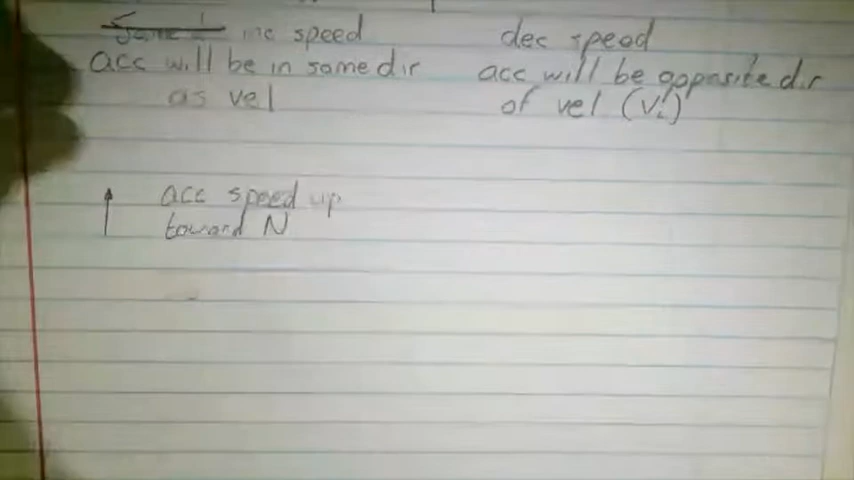 inc speed
acc will be in same dir
as vel
dec speed
acc will be oppasite dir
of vel (V!)
↑ acc speed up
toward N